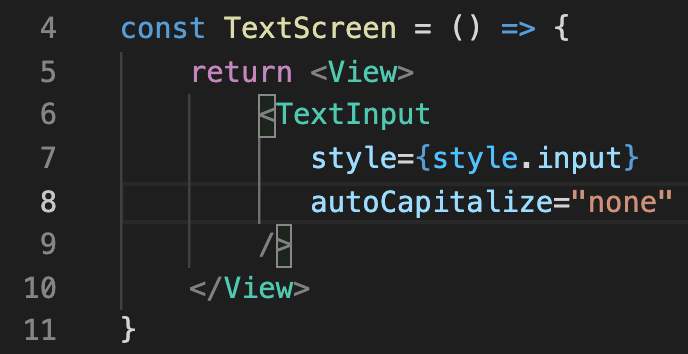 4 const TextScreen = () => {
5 return <View>
6 <TextInput
7 style={style.input}
8 autoCapitalize="none"
9 />
10 </View>
11 }